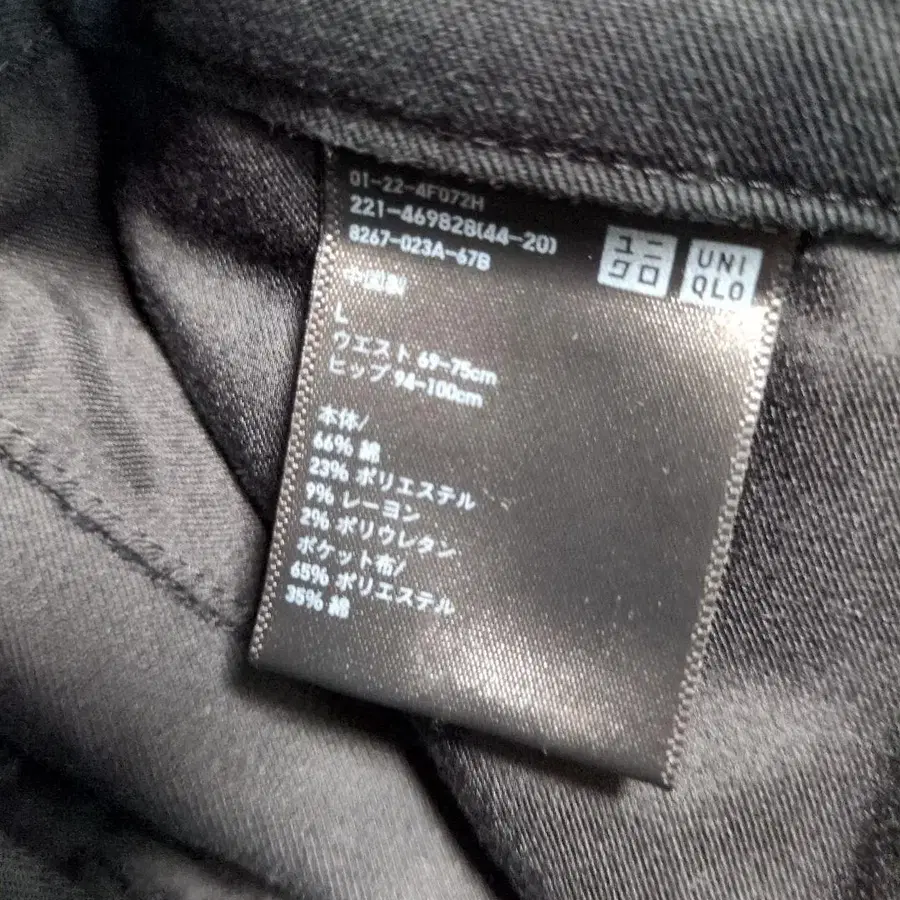 01-22-4F072H
221-469828(44-20)
8267-023A-67B
ユニ
クロ
UNI
QLO
中国製
L
ウエスト 69-75cm
ヒップ 94-100cm
本体/
66% 綿
23% ポリエステル
9% レーヨン
2% ポリウレタン
ポケット布/
65% ポリエステル
35% 綿